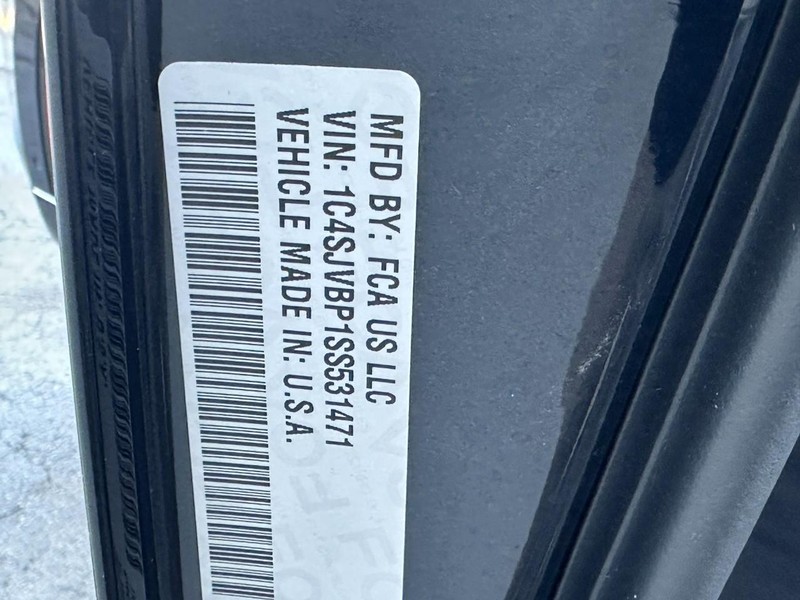 MFD BY: FCA US LLC
VIN: 1C4SJVBP1SS531471
VEHICLE MADE IN: U.S.A.